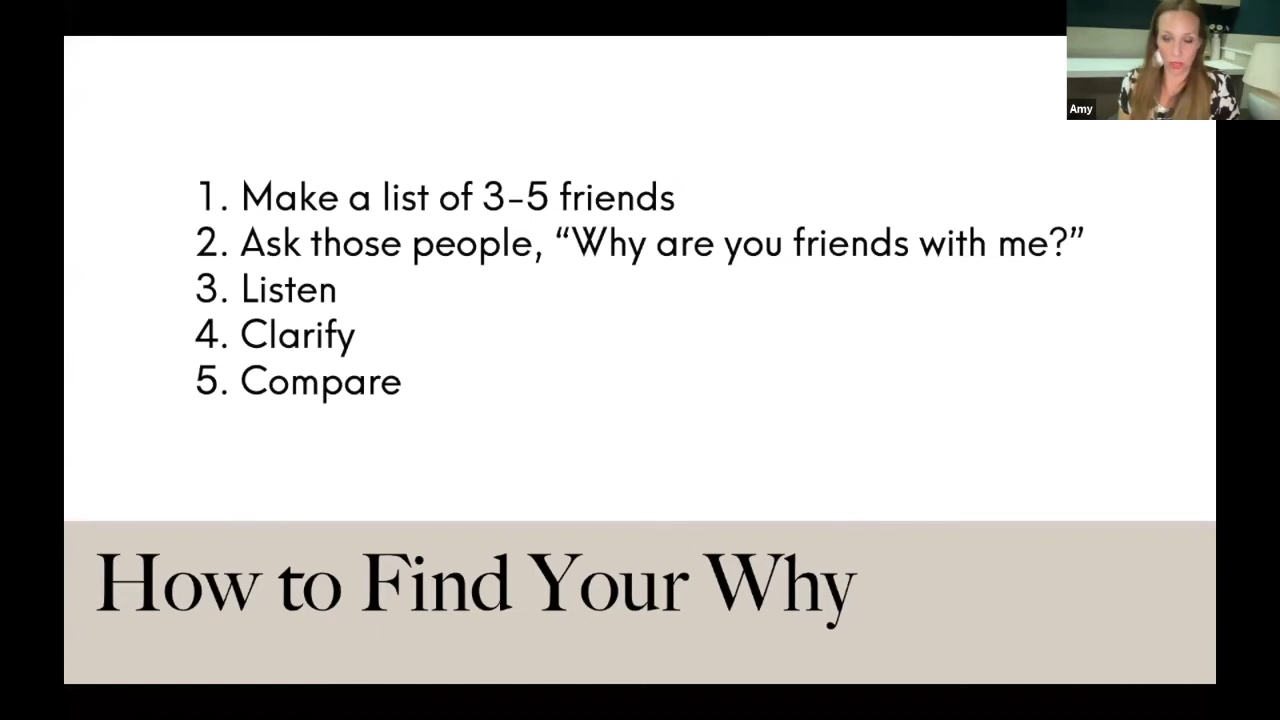 Amy
1. Make a list of 3-5 friends
2. Ask those people, “Why are you friends with me?”
3. Listen
4. Clarify
5. Compare
How to Find Your Why